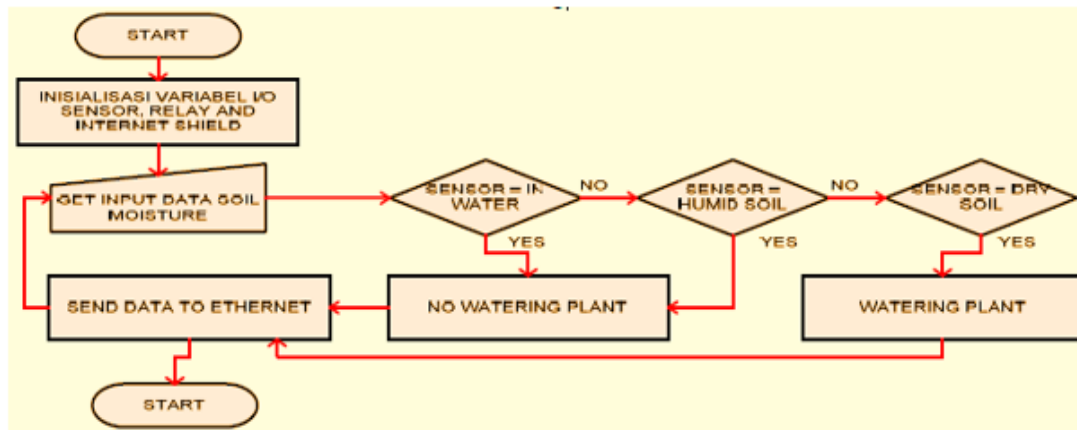 START
INISIALISASI VARIABEL I/O
SENSOR, RELAY AND
INTERNET SHIELD
GET INPUT DATA SOIL
MOISTURE
SENSOR = IN
WATER
NO
SENSOR =
HUMID SOIL
NO
SENSOR = DRY
SOIL
YES
YES
YES
SEND DATA TO ETHERNET
NO WATERING PLANT
WATERING PLANT
START